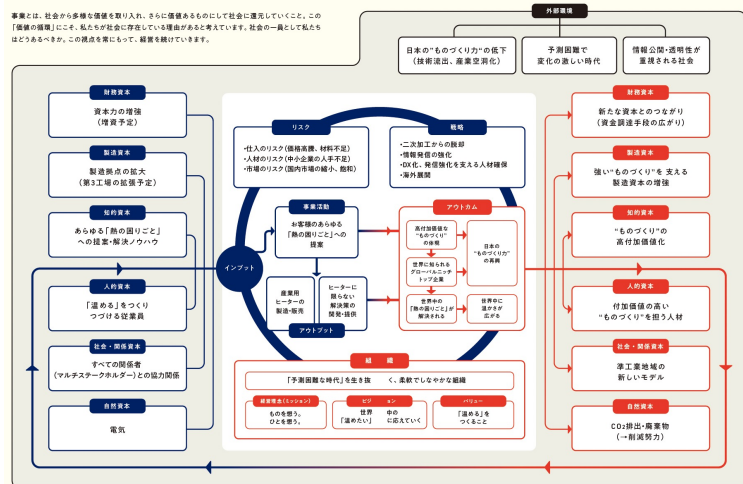 事業とは、社会から多様な価値を取り入れ、さらに価値あるものにして社会に還元していくこと。この
「価値の循環」にこそ、私たちが社会に存在している理由があると考えています。社会の一員として私たち
はどうあるべきか。この視点を常にもって、経営を続けていきます。
外部環境
日本の"ものづくり力"の低下
(技術流出、産業空洞化)
予測困難で
変化の激しい時代
情報公開・透明性が
重視される社会
財務資本
資本力の増強
(増資予定)
製造資本
製造拠点の拡大
(第3工場の拡張予定)
知的資本
あらゆる「熱の困りごと」
への提案・解決ノウハウ
人的資本
「温める」をつくり
つづける従業員
社会・関係資本
すべての関係者
(マルチステークホルダー)との協力関係
自然資本
電気
インプット
リスク
・仕入のリスク(価格高騰、材料不足)
・人材のリスク(中小企業の人手不足)
・市場のリスク(国内市場の縮小、飽和)
戦略
・二次加工からの脱却
・情報発信の強化
・DX化、発信強化を支える人材確保
・海外展開
事業活動
お客様のあらゆる
「熱の困りごと」への
提案
産業用
ヒーターの
製造・販売
ヒーターに
限らない
解決策の
開発・提供
アウトプット
アウトカム
高付加価値な
"ものづくり"
の体現
世界に知られる
グローバルニッチ
トップ企業
世界中の
「熱の困りごと」が
解決される
日本の
"ものづくり力"
の再興
世界中に
温かさが
広がる
組 織
「予測困難な時代」を生き抜 く、柔軟でしなやかな組織
経営理念(ミッション)
ものを想う。
ひとを想う。
ビジ ョン
世界 中の
「温めたい」 に応えていく
バリュー
「温める」を
つくること
財務資本
新たな資本とのつながり
(資金調達手段の広がり)
製造資本
強い"ものづくり"を 支える
製造資本の増強
知的資本
"ものづくり"の
高付加価値化
人的資本
付加価値の高い
"ものづくり"を担う人材
社会・関係資本
準工業地域の
新しいモデル
自然資本
CO₂排出・廃棄物
(→削減努力)